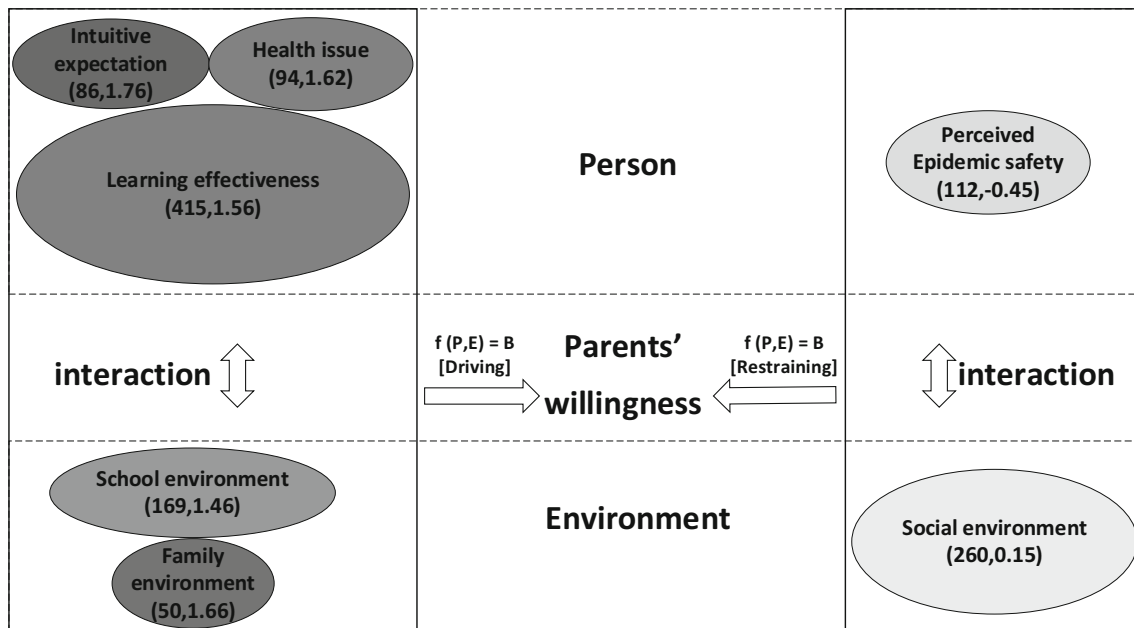 Intuitive
expectation
(86,1.76)
Health issue
(94,1.62)
Learning effectiveness
(415,1.56)
Person
Perceived
Epidemic safety
(112,-0.45)
interaction
f (P,E) = B
[Driving]
Parents’
willingness
f (P,E) = B
[Restraining]
interaction
School environment
(169,1.46)
Family
environment
(50,1.66)
Environment
Social environment
(260,0.15)